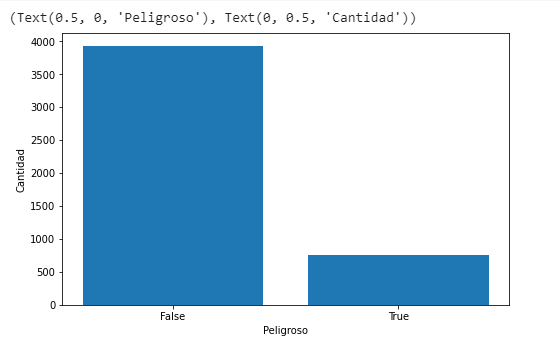 (Text(0.5, 0, 'Peligroso'), Text(0, 0.5, 'Cantidad'))
4000
3500
3000
2500
2000
1500
1000
500
0
Cantidad
False
True
Peligroso